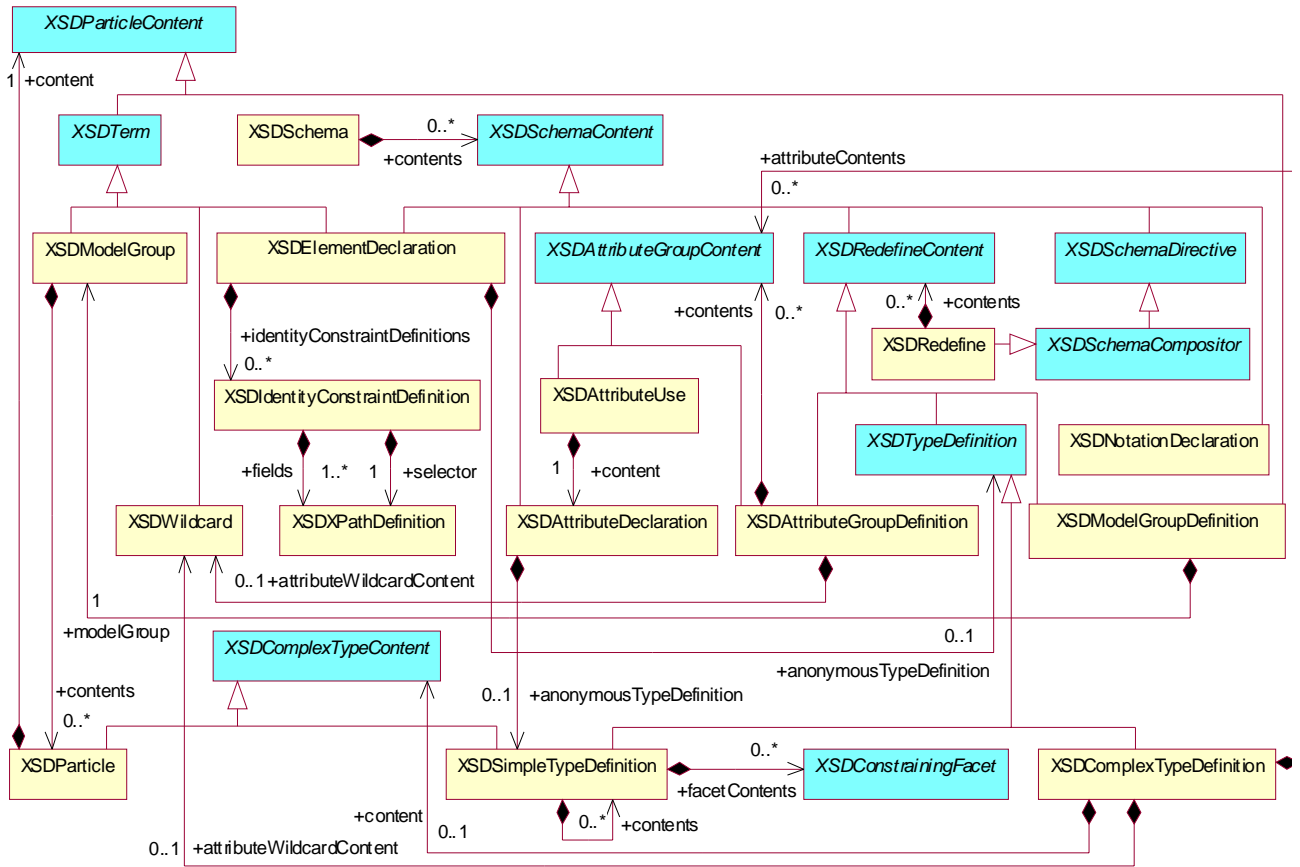 XSDParticleContent
1 +content
XSDTerm
XSDSchema
0..*
+contents
XSDSchemaContent
+attributeContents
0..*
XSDModelGroup
XSDElementDeclaration
XSDAttributeGroupContent
XSDRedefineContent
XSDSchemaDirective
+identityConstraintDefinitions
0..*
+contents
0..*
0..*
+contents
XSDRedefine
XSDSchemaCompositor
XSDIdentityConstraintDefinition
XSDAttributeUse
XSDTypeDefinition
XSDNotationDeclaration
+fields
1..*
1
+selector
1
+content
XSDWildcard
XSDXPathDefinition
XSDAttributeDeclaration
XSDAttributeGroupDefinition
XSDModelGroupDefinition
0..1 +attributeWildcardContent
1
+modelGroup
0..1
+anonymousTypeDefinition
XSDComplexTypeContent
+contents
0..*
0..1
+anonymousTypeDefinition
XSDParticle
XSDSimpleTypeDefinition
0..*
+facetContents
XSDConstrainingFacet
XSDComplexTypeDefinition
+content
0..1
0..*
+contents
0..1
+attributeWildcardContent